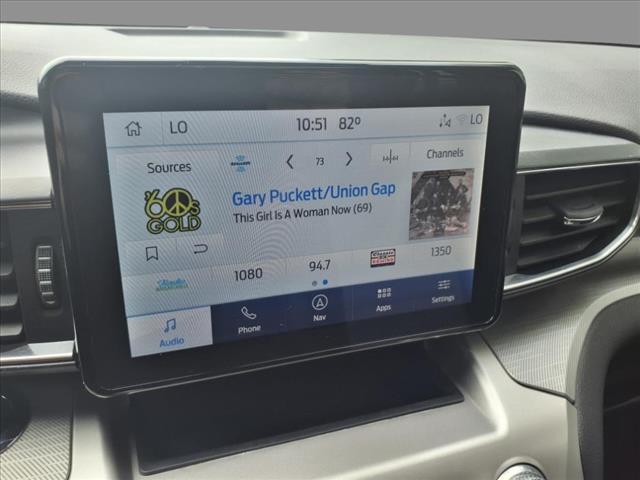 LO 10:51 82° LO
Sources 73 Channels
'60s GOLD
Gary Puckett/Union Gap
This Girl Is A Woman Now (69)
1080 94.7 1350
Audio Phone Nav Apps Settings